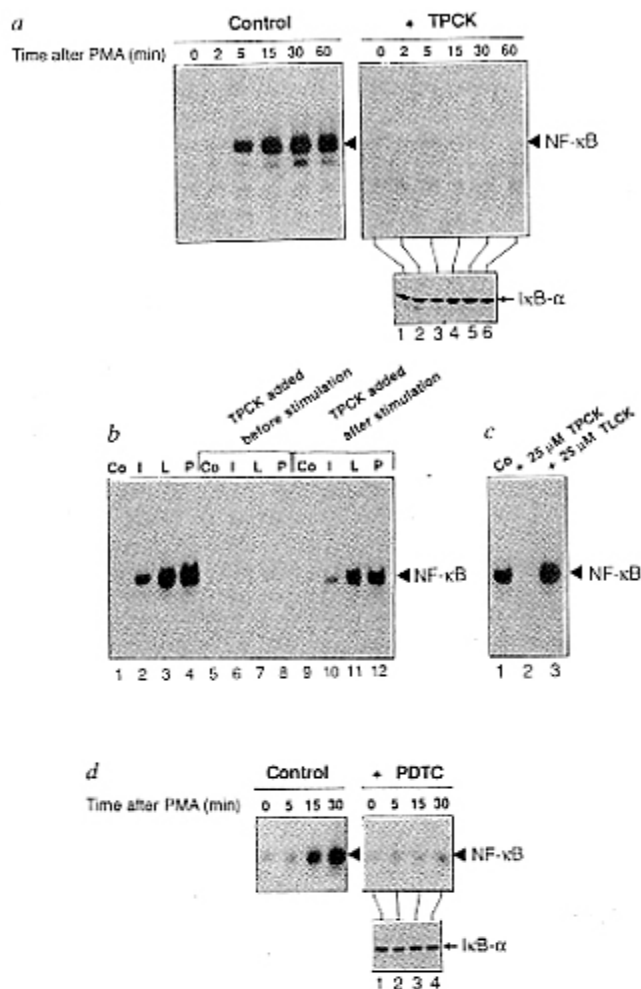 a
Control
+ TPCK
Time after PMA (min) 0 2 5 15 30 60
0 2 5 15 30 60
NF-κB
IκB-α
1 2 3 4 5 6
b
TPCK added before stimulation
TPCK added after stimulation
Co I L P Co I L P Co I L P
NF-κB
1 2 3 4 5 6 7 8 9 10 11 12
c
Co
+ 25 μM TPCK
+ 25 μM TLCK
NF-κB
1 2 3
d
Control
+ PDTC
Time after PMA (min) 0 5 15 30
0 5 15 30
NF-κB
IκB-α
1 2 3 4